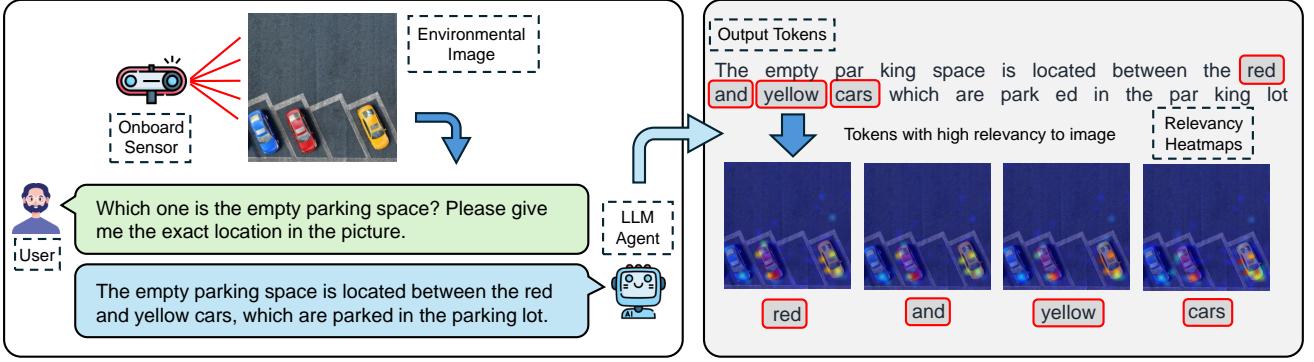 Onboard
Sensor
Environmental
Image
User
Which one is the empty parking space? Please give
me the exact location in the picture.
LLM
Agent
The empty parking space is located between the red
and yellow cars, which are parked in the parking lot.
AI
Output Tokens
The empty par king space is located between the red
and yellow cars which are park ed in the par king lot
Tokens with high relevancy to image
Relevancy
Heatmaps
red
and
yellow
cars